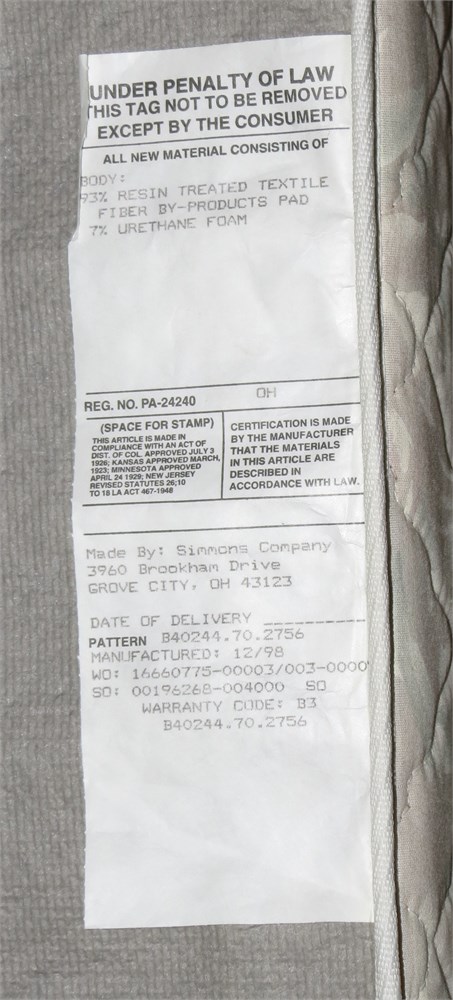 UNDER PENALTY OF LAW
THIS TAG NOT TO BE REMOVED
EXCEPT BY THE CONSUMER
ALL NEW MATERIAL CONSISTING OF
BODY:
93% RESIN TREATED TEXTILE
FIBER BY-PRODUCTS PAD
7% URETHANE FOAM
OH
REG. NO. PA-24240
(SPACE FOR STAMP)
THIS ARTICLE IS MADE IN
COMPLIANCE WITH AN ACT OF
DIST. OF COL. APPROVED JULY 3
1926; KANSAS APPROVED MARCH,
1923; MINNESOTA APPROVED
APRIL 24 1929; NEW JERSEY
REVISED STATUTES 26;10
TO 18 LA ACT 467-1948
CERTIFICATION IS MADE
BY THE MANUFACTURER
THAT THE MATERIALS
IN THIS ARTICLE ARE
DESCRIBED IN
ACCORDANCE WITH LAW.
Made By: Simmons Company
3960 Brookham Drive
GROVE CITY, OH 43123
DATE OF DELIVERY
PATTERN B40244.70.2756
MANUFACTURED: 12/98
WO: 16660775-00003/003-0000
SO: 00196268-004000 SO
WARRANTY CODE: B3
B40244.70.2756